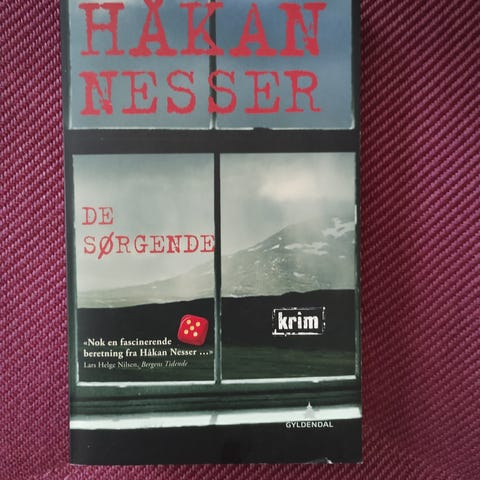 HÅKAN
NESSER
DE
SØRGENDE
krim
«Nok en fascinerende
beretning fra Håkan Nesser ...»
Lars Helge Nilsen, Bergens Tidende
GYLDENDAL